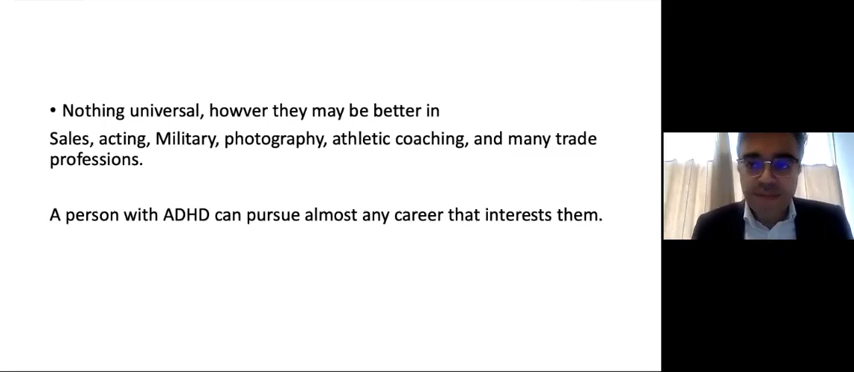 • Nothing universal, howver they may be better in
Sales, acting, Military, photography, athletic coaching, and many trade
professions.
A person with ADHD can pursue almost any career that interests them.